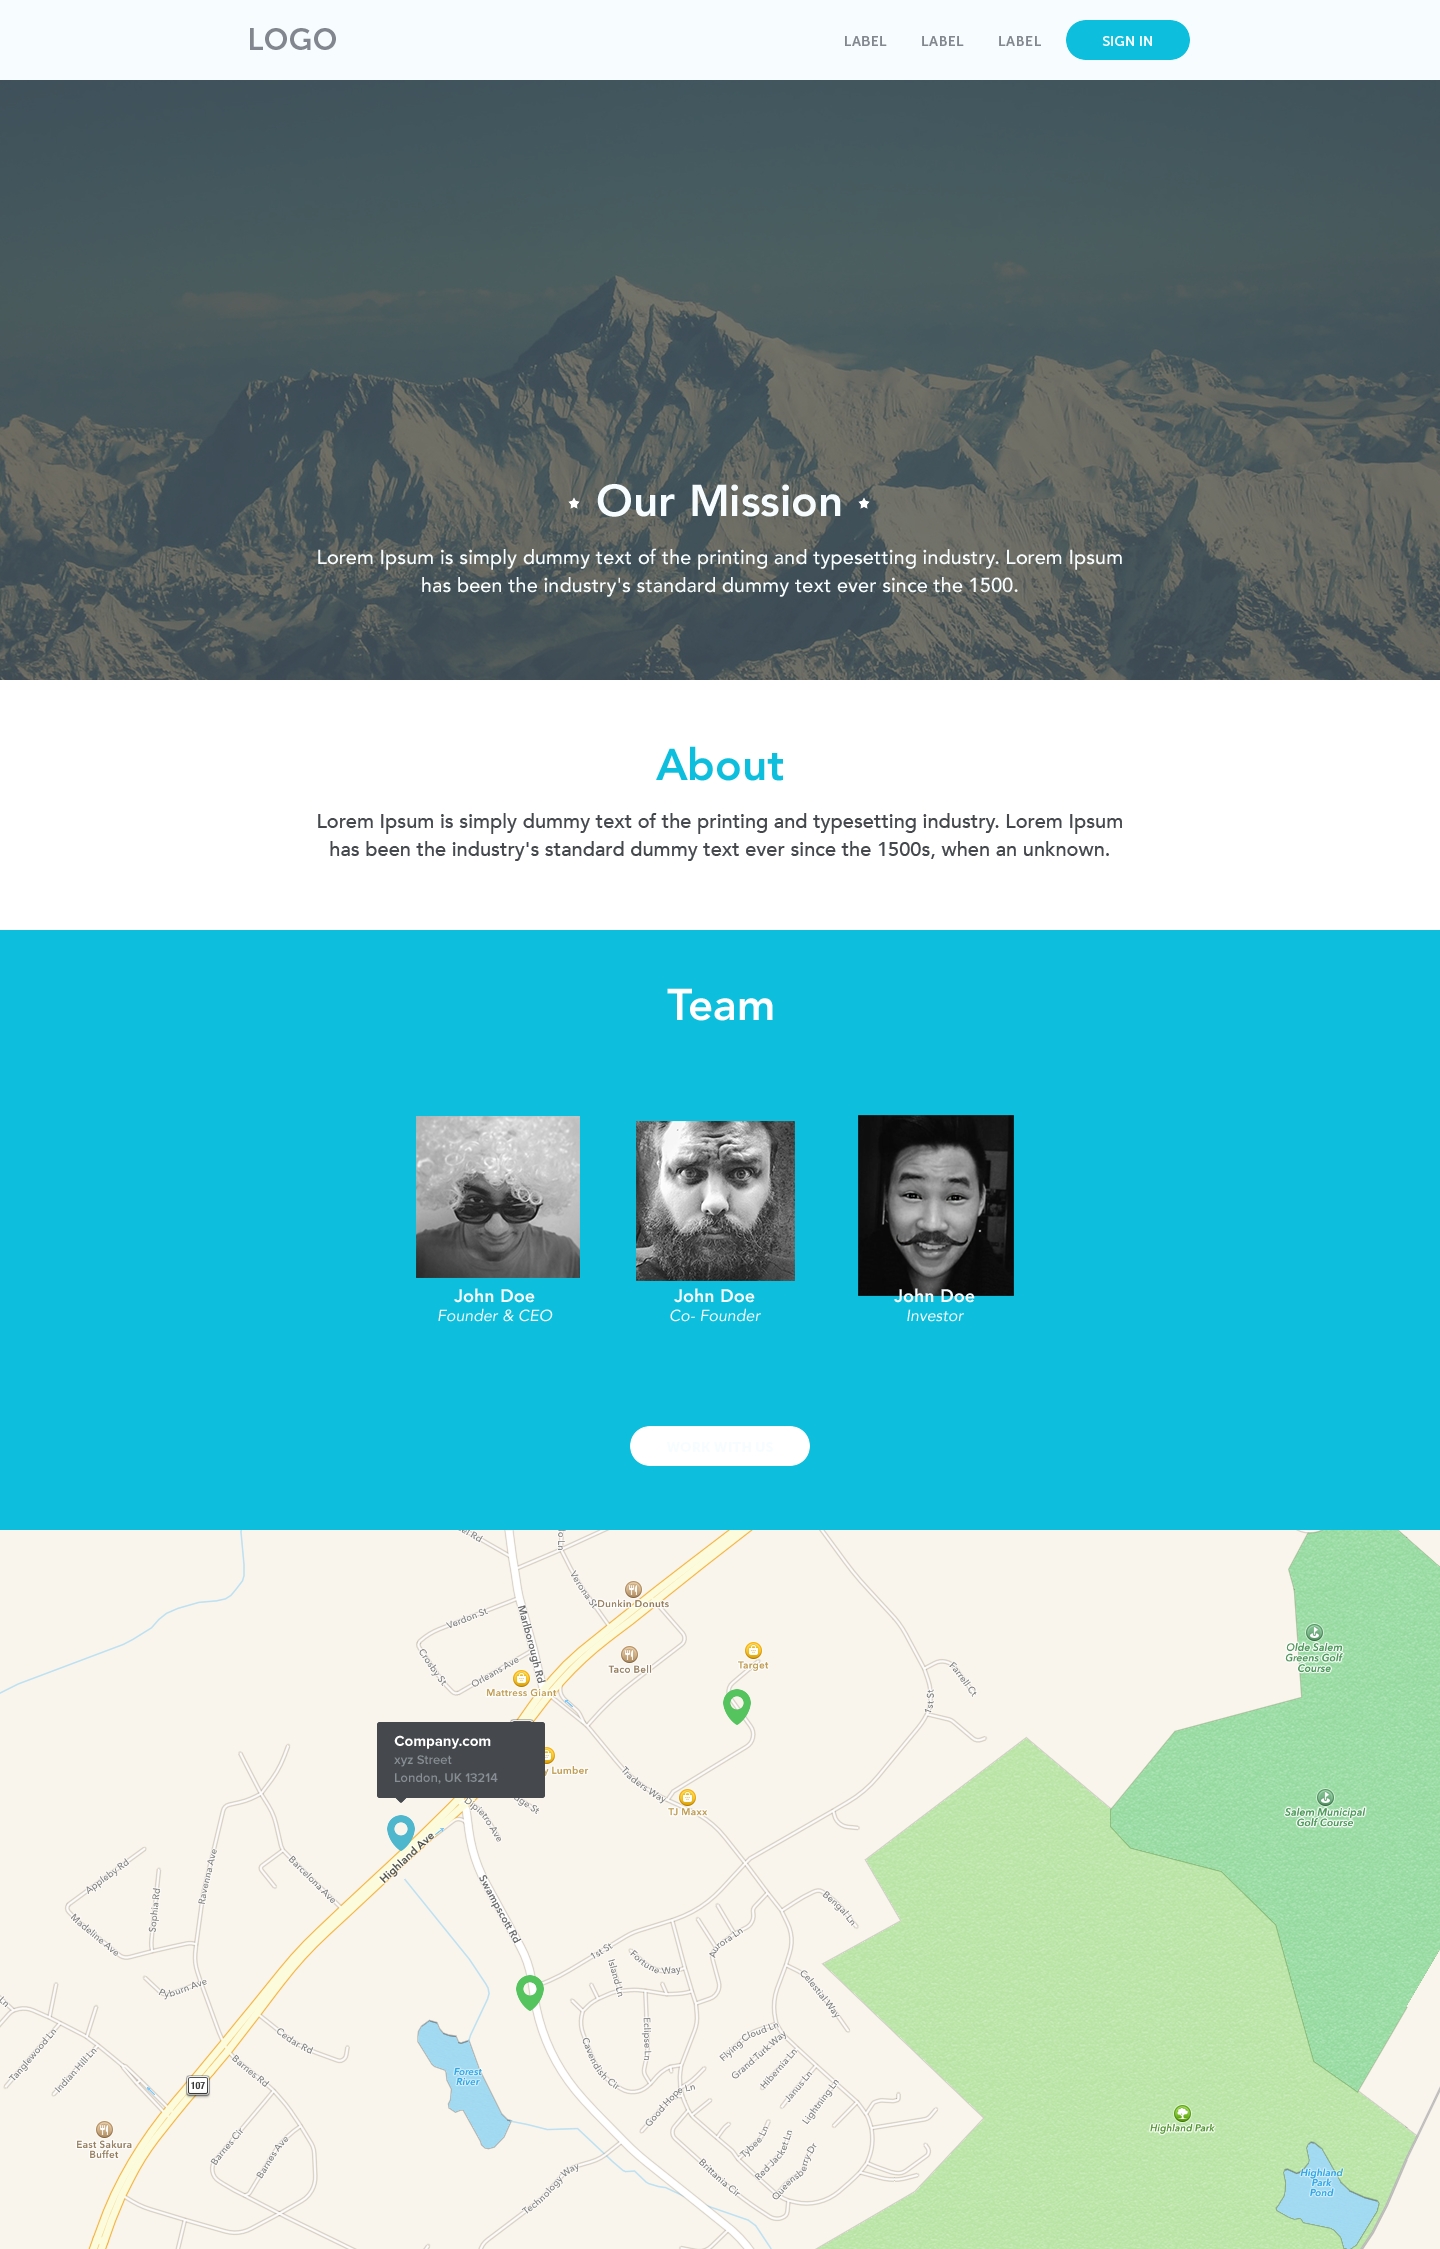 LOGO
LABEL LABEL LABEL SIGN IN
Our Mission
Lorem Ipsum is simply dummy text of the printing and typesetting industry. Lorem Ipsum
has been the industry's standard dummy text ever since the 1500.
About
Lorem Ipsum is simply dummy text of the printing and typesetting industry. Lorem Ipsum
has been the industry's standard dummy text ever since the 1500s, when an unknown.
Team
John Doe
Founder & CEO
John Doe
Co- Founder
John Doe
Investor
WORK WITH US
Verona S
Dunkin Donuts
Verdon St
Marlborough Rd
Olde Salem
Greens Golf
Course
Crosby St
Orleans Ave
Taco Bell
Target
Mattress Giant
Farrell Ct
1st St
Company.com
xyz Street
London, UK 13214
Lumber
Traders Way
TJ Maxx
Dipietro Ave
Salem Municipal
Golf Course
Highland Ave
Appleby Rd
Sophia Rd
Ravenna Ave
Barcelona Ave
Madeline Ave
Swampscott Rd
Bengal Ln
1st St
Island Ln
Fortune Way
Aurora Ln
Celestial Way
Pyburn Ave
Cedar Rd
Tanglewood Ln
Indian Hill Ln
Barnes Rd
107
Forest
River
Eclipse Ln
Cavendish Cir
Flying Cloud Ln
Grand Turk Way
Hibernia Ln
Janus Ln
Lightning Ln
Good Hope Ln
East Sakura
Buffet
Barnes Cir
Barnes Ave
Tybee Ln
Red Jacket Ln
Queensberry Dr
Brittania Cir
Technology Way
Highland Park
Highland
Park
Pond